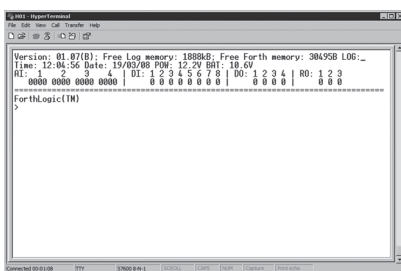 H01 - HyperTerminal
File Edit View Call Transfer Help
Version: 01.07(B); Free Log memory: 1888kB; Free Forth memory: 30495B LOG:_
Time: 12:04:56 Date: 19/03/08 POW: 12.2V BAT: 10.6V
AI: 1 2 3 4 | DI: 1 2 3 4 5 6 7 8 | DO: 1 2 3 4 | RO: 1 2 3
0000 0000 0000 0000 | 0 0 0 0 0 0 0 0 | 0 0 0 0 | 0 0 0
================================================================================
ForthLogic(TM)
>
Connected 00:01:08 TTY 57600 8-N-1 SCROLL CAPS NUM Capture Print echo